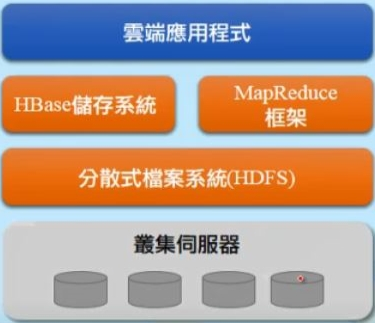 雲端應用程式
HBase儲存系統
MapReduce
框架
分散式檔案系統(HDFS)
叢集伺服器